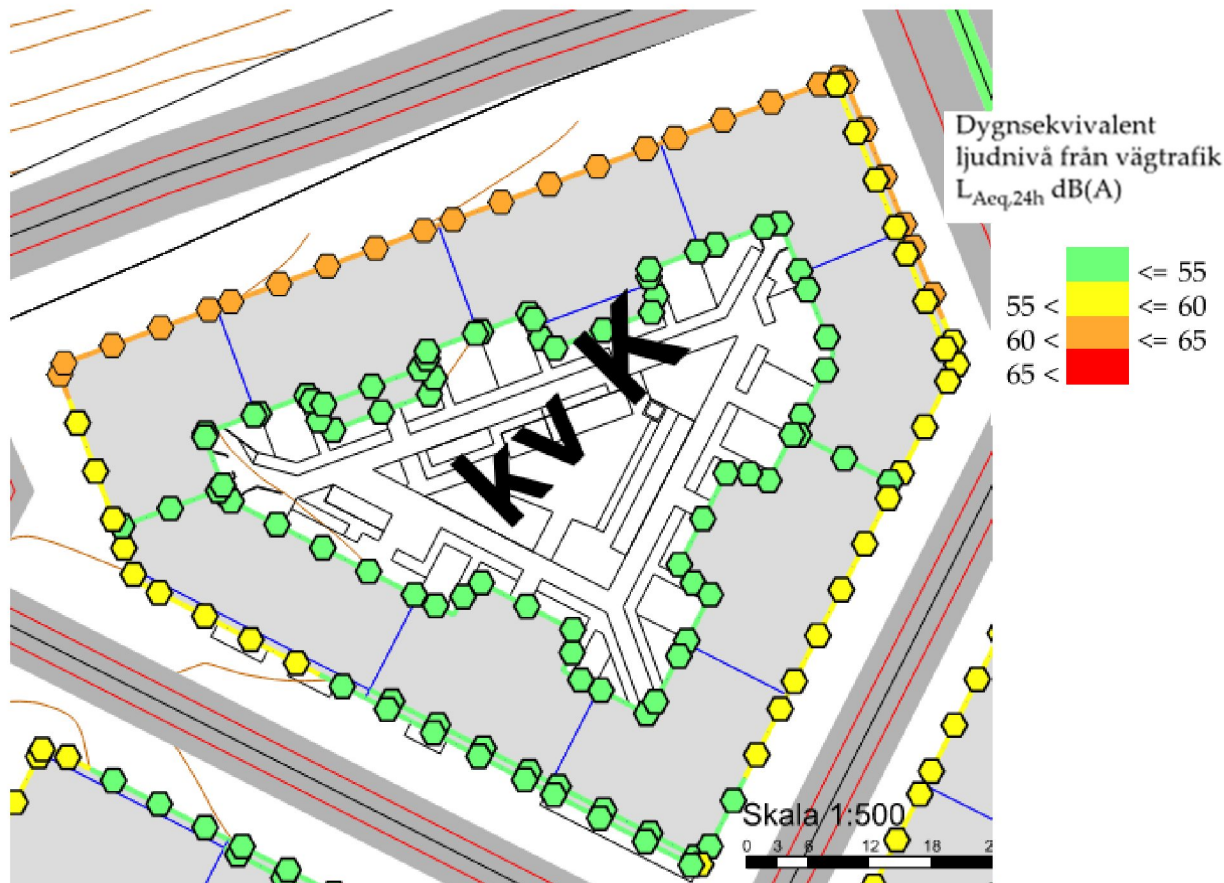 Dygnsekvivalent
ljudnivå från vägtrafik
LAeq,24h dB(A)
<= 55
55 < <= 60
60 < <= 65
65 <
KV K
Skala 1:500
0 3 6 12 18 2